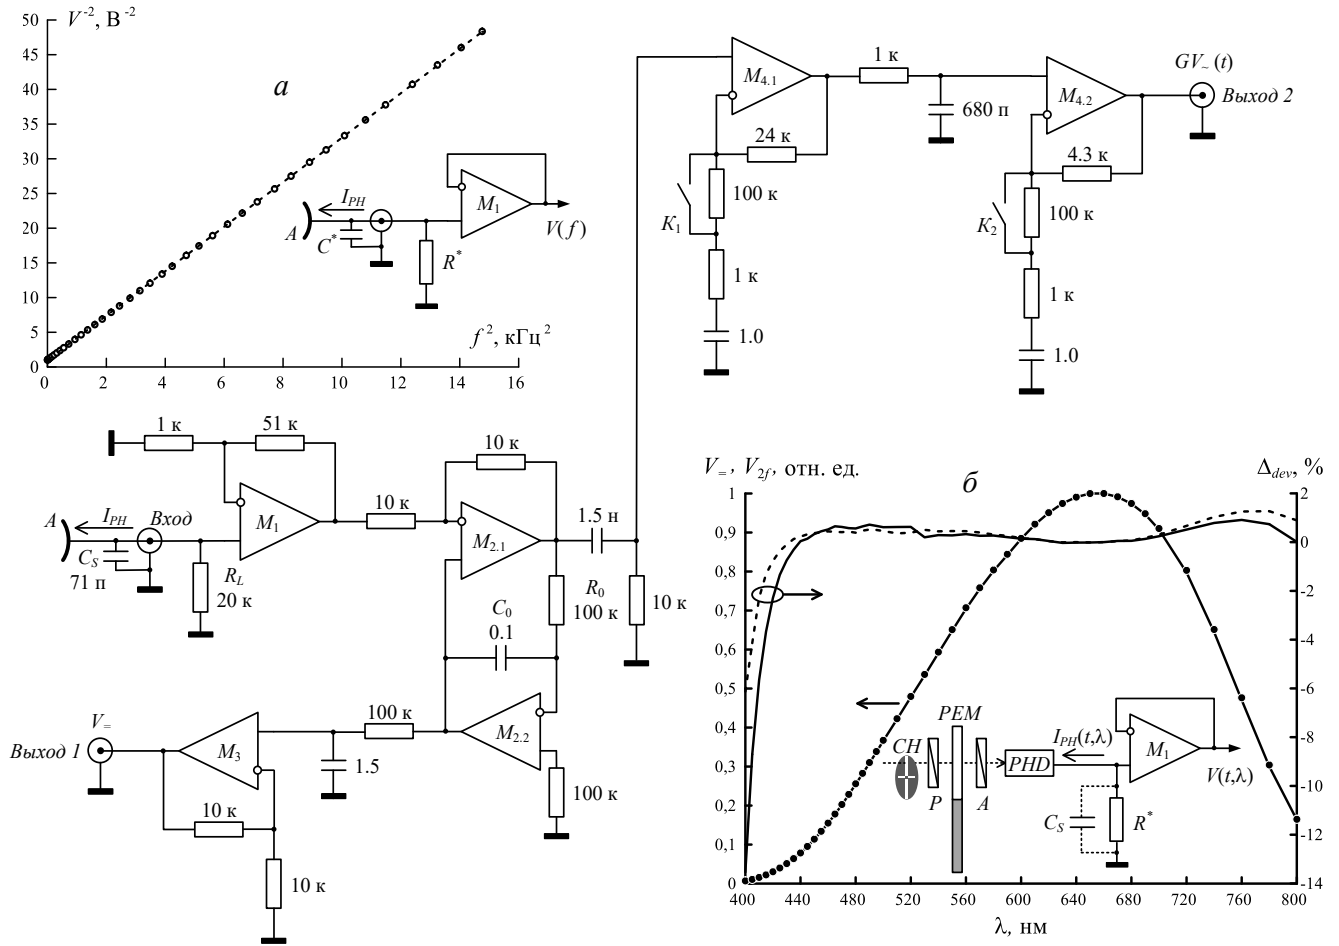 V⁻², В⁻²
50
45
40
35
30
25
20
15
10
5
0
0 2 4 6 8 10 12 14 16
f², кГц²
а
A
I_PH
C*
R*
M₁
V(f)
M₄.₁
24 к
100 к
K₁
1 к
1.0
1 к
680 п
M₄.₂
4.3 к
100 к
K₂
1 к
1.0
GV~(t)
Выход 2
1 к
51 к
A
I_PH
Вход
C_S
71 п
R_L
20 к
M₁
10 к
10 к
M₂.₁
1.5 н
10 к
R₀
100 к
C₀
0.1
M₂.₂
100 к
100 к
1.5
V₌
Выход 1
M₃
10 к
10 к
V₌, V₂f, отн. ед.
б
Δ_dev, %
1
0,9
0,8
0,7
0,6
0,5
0,4
0,3
0,2
0,1
0
2
0
-2
-4
-6
-8
-10
-12
-14
CH
P
PEM
A
PHD
I_PH(t,λ)
M₁
V(t,λ)
C_S
R*
400 440 480 520 560 600 640 680 720 760 800
λ, нм